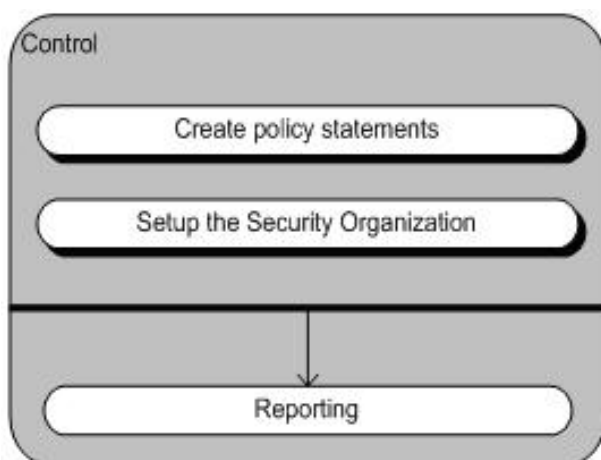 Control
Create policy statements
Setup the Security Organization
Reporting